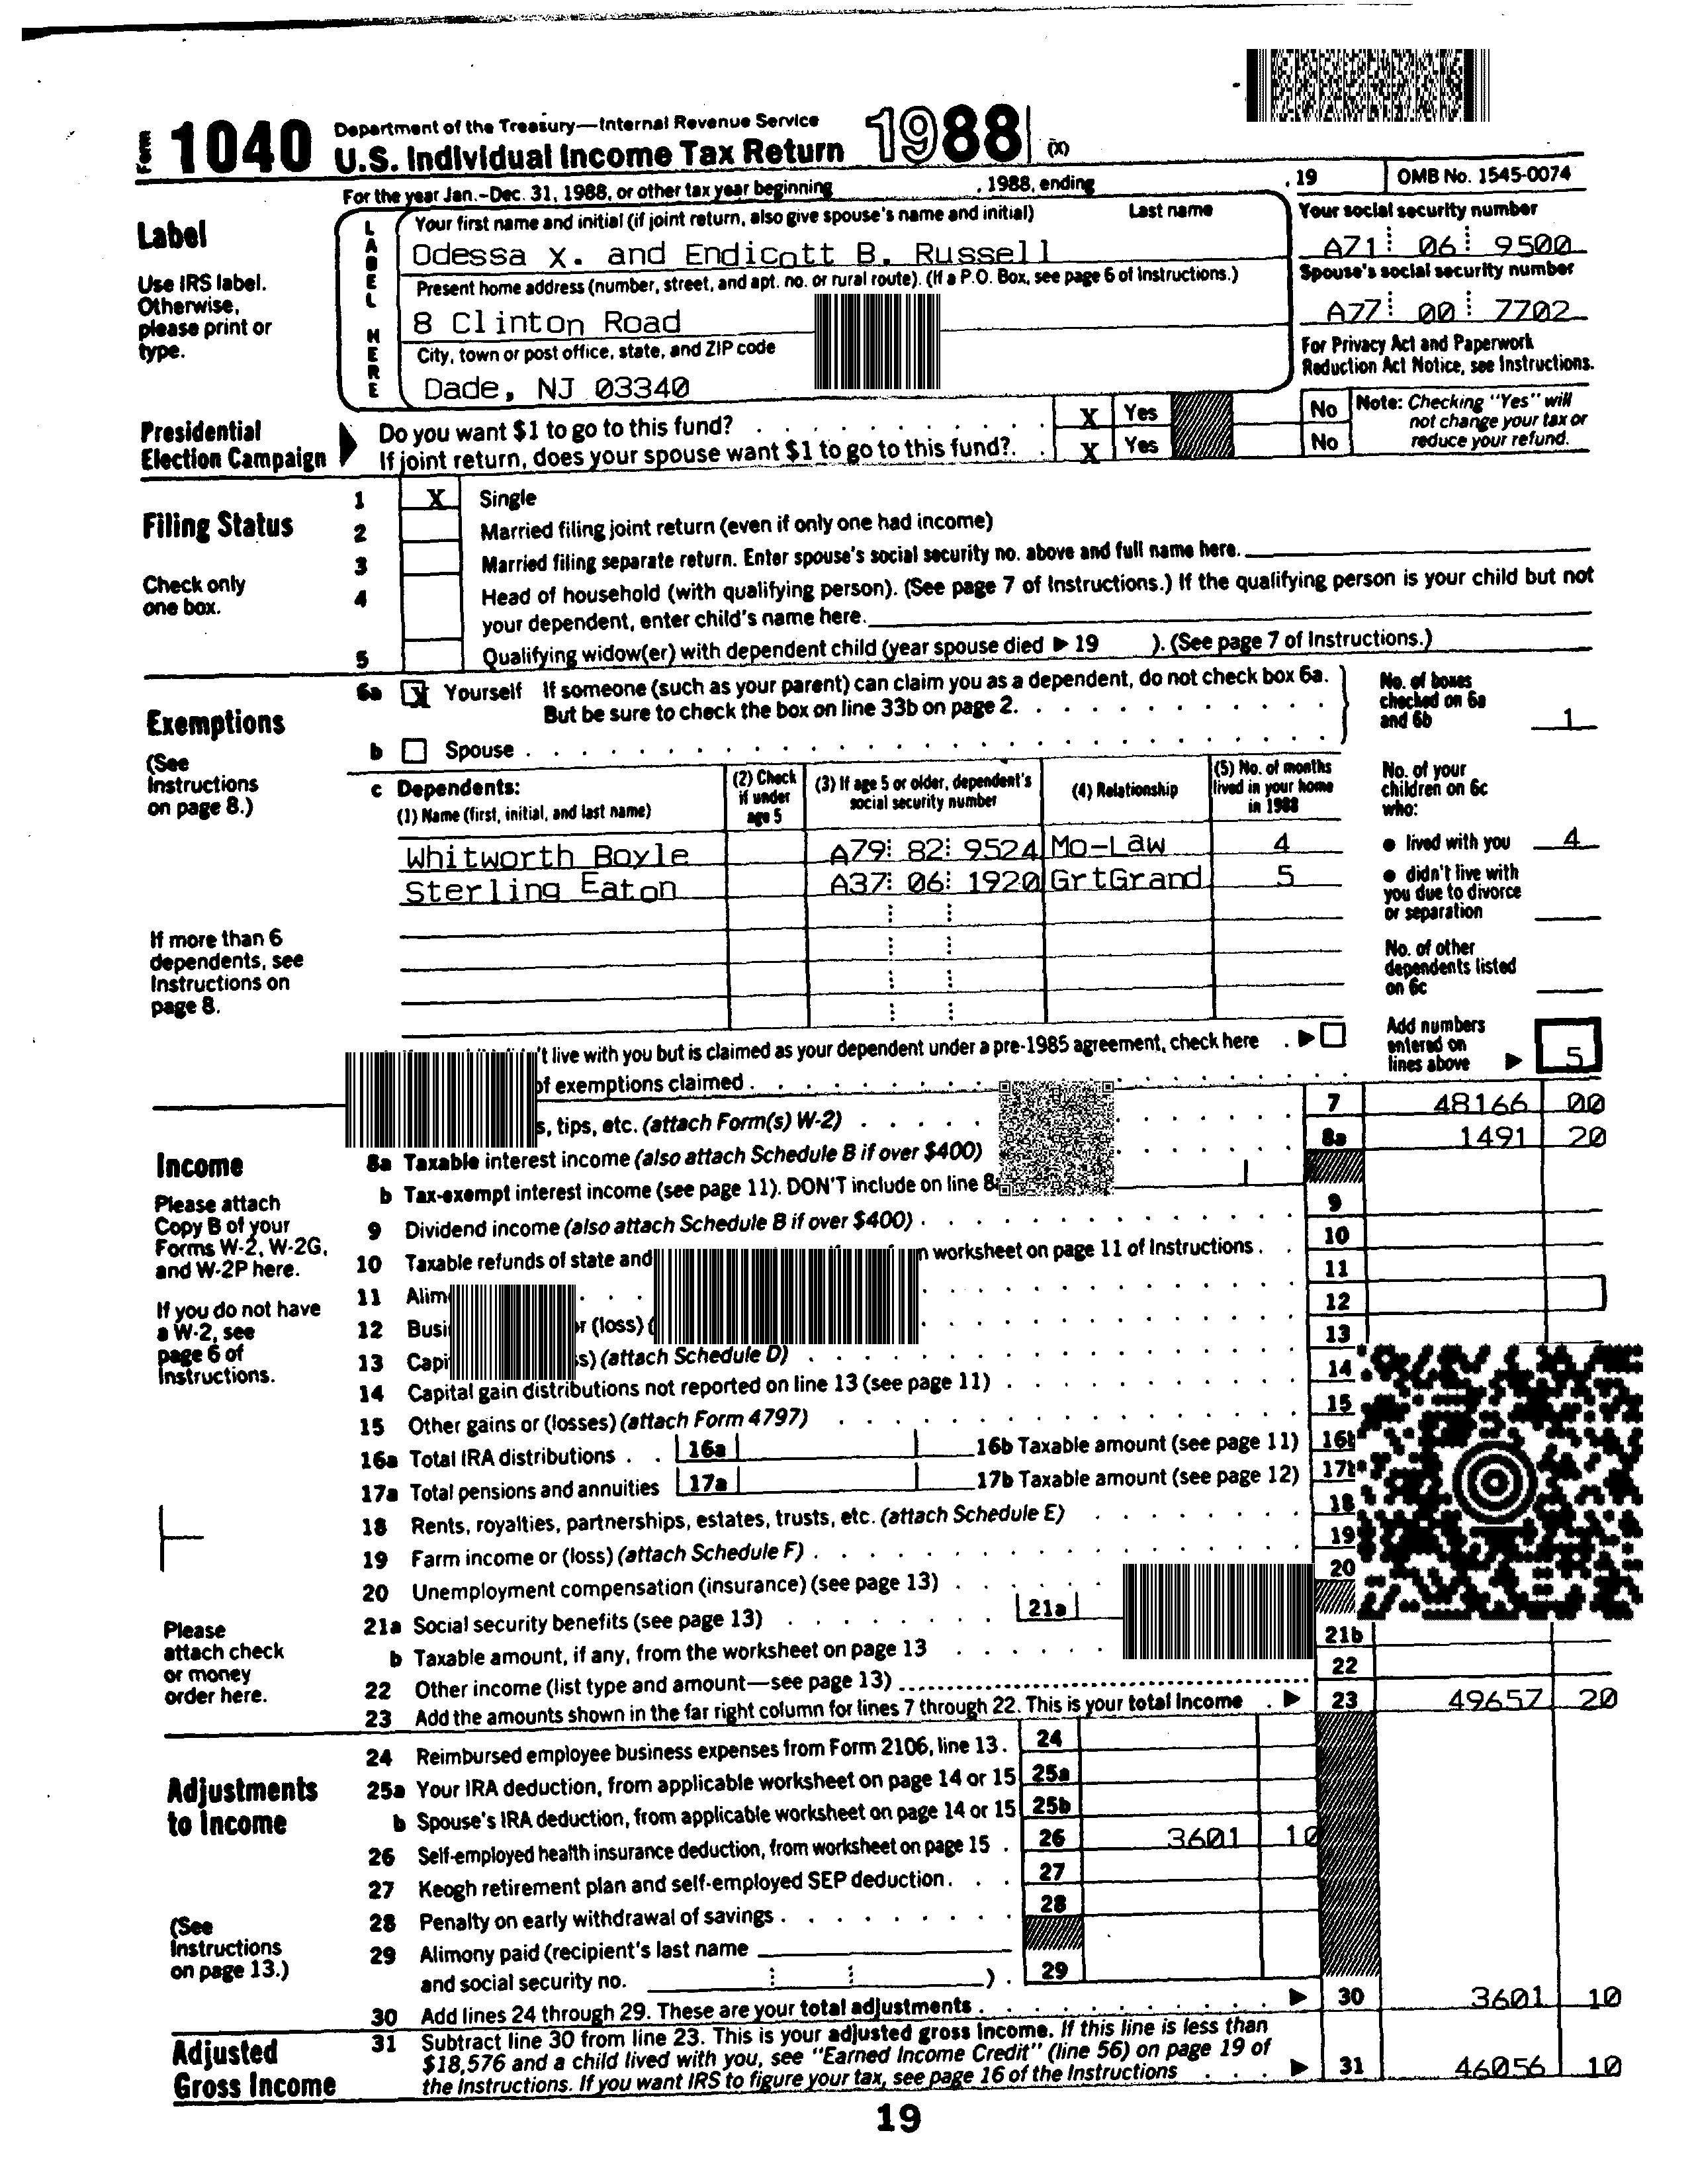 Form 1040 Department of the Treasury—Internal Revenue Service
U.S. Individual Income Tax Return 1988 (X)
For the year Jan.–Dec. 31, 1988, or other tax year beginning , 1988, ending , 19 OMB No. 1545-0074
Label
Use IRS label.
Otherwise,
please print or
type.
LABEL HERE
Your first name and initial (if joint return, also give spouse's name and initial) Last name
Odessa X. and Endicott B. Russell
Your social security number
A71 06 9500
Present home address (number, street, and apt. no. or rural route). (If a P.O. Box, see page 6 of Instructions.)
8 Clinton Road
Spouse's social security number
A77 00 7702
City, town or post office, state, and ZIP code
Dade, NJ 03340
For Privacy Act and Paperwork
Reduction Act Notice, see Instructions.
Presidential
Election Campaign
Do you want $1 to go to this fund? X Yes No
If joint return, does your spouse want $1 to go to this fund?. X Yes No
Note: Checking "Yes" will
not change your tax or
reduce your refund.
Filing Status
Check only
one box.
1 X Single
2 Married filing joint return (even if only one had income)
3 Married filing separate return. Enter spouse's social security no. above and full name here.
4 Head of household (with qualifying person). (See page 7 of Instructions.) If the qualifying person is your child but not
your dependent, enter child's name here.
5 Qualifying widow(er) with dependent child (year spouse died ▶ 19 ). (See page 7 of Instructions.)
Exemptions
(See
Instructions
on page 8.)
6a X Yourself If someone (such as your parent) can claim you as a dependent, do not check box 6a.
But be sure to check the box on line 33b on page 2.
b Spouse
No. of boxes
checked on 6a
and 6b 1
c Dependents:
(1) Name (first, initial, and last name)
(2) Check
if under
age 5
(3) If age 5 or older, dependent's
social security number
(4) Relationship
(5) No. of months
lived in your home
in 1988
Whitworth Boyle A79 82 9524 Mo-Law 4
Sterling Eaton A37 06 1920 GrtGrand 5
No. of your
children on 6c
who:
● lived with you 4
● didn't live with
you due to divorce
or separation
No. of other
dependents listed
on 6c
If more than 6
dependents, see
Instructions on
page 8.
't live with you but is claimed as your dependent under a pre-1985 agreement, check here ▶
of exemptions claimed
Add numbers
entered on
lines above ▶ 5
Income
Please attach
Copy B of your
Forms W-2, W-2G,
and W-2P here.
If you do not have
a W-2, see
page 6 of
Instructions.
Please
attach check
or money
order here.
s, tips, etc. (attach Form(s) W-2) 7 48166 00
8a Taxable interest income (also attach Schedule B if over $400) 8a 1491 20
b Tax-exempt interest income (see page 11). DON'T include on line 8
9 Dividend income (also attach Schedule B if over $400) 9
10 Taxable refunds of state and worksheet on page 11 of Instructions. 10
11 Alim 11
12 Busi r (loss) ( 12
13 Capi s) (attach Schedule D) 13
14 Capital gain distributions not reported on line 13 (see page 11) 14
15 Other gains or (losses) (attach Form 4797) 15
16a Total IRA distributions 16a 16b Taxable amount (see page 11) 16b
17a Total pensions and annuities 17a 17b Taxable amount (see page 12) 17b
18 Rents, royalties, partnerships, estates, trusts, etc. (attach Schedule E) 18
19 Farm income or (loss) (attach Schedule F) 19
20 Unemployment compensation (insurance) (see page 13) 20
21a Social security benefits (see page 13) 21a
b Taxable amount, if any, from the worksheet on page 13 21b
22 Other income (list type and amount—see page 13) 22
23 Add the amounts shown in the far right column for lines 7 through 22. This is your total income ▶ 23 49657 20
Adjustments
to Income
(See
Instructions
on page 13.)
24 Reimbursed employee business expenses from Form 2106, line 13. 24
25a Your IRA deduction, from applicable worksheet on page 14 or 15 25a
b Spouse's IRA deduction, from applicable worksheet on page 14 or 15 25b
26 Self-employed health insurance deduction, from worksheet on page 15 26 3601 10
27 Keogh retirement plan and self-employed SEP deduction 27
28 Penalty on early withdrawal of savings 28
29 Alimony paid (recipient's last name
and social security no. ). 29
30 Add lines 24 through 29. These are your total adjustments ▶ 30 3601 10
Adjusted
Gross Income
31 Subtract line 30 from line 23. This is your adjusted gross income. If this line is less than
$18,576 and a child lived with you, see "Earned Income Credit" (line 56) on page 19 of
the Instructions. If you want IRS to figure your tax, see page 16 of the Instructions ▶ 31 46056 10
19